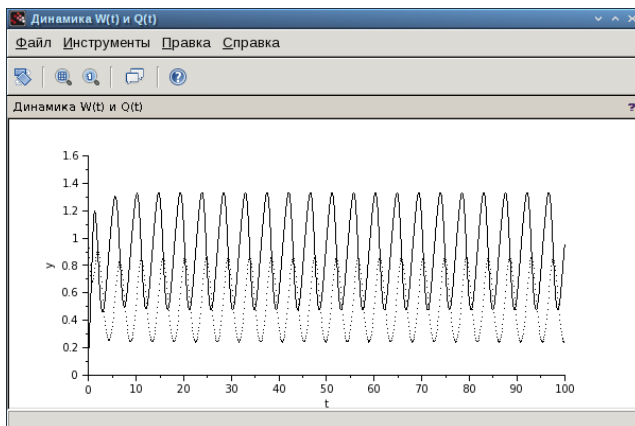 Динамика W(t) и Q(t)
Файл Инструменты Правка Справка
Динамика W(t) и Q(t) ?
1.6
1.4
1.2
1
0.8
y
0.6
0.4
0.2
0
0 10 20 30 40 50 60 70 80 90 100
t